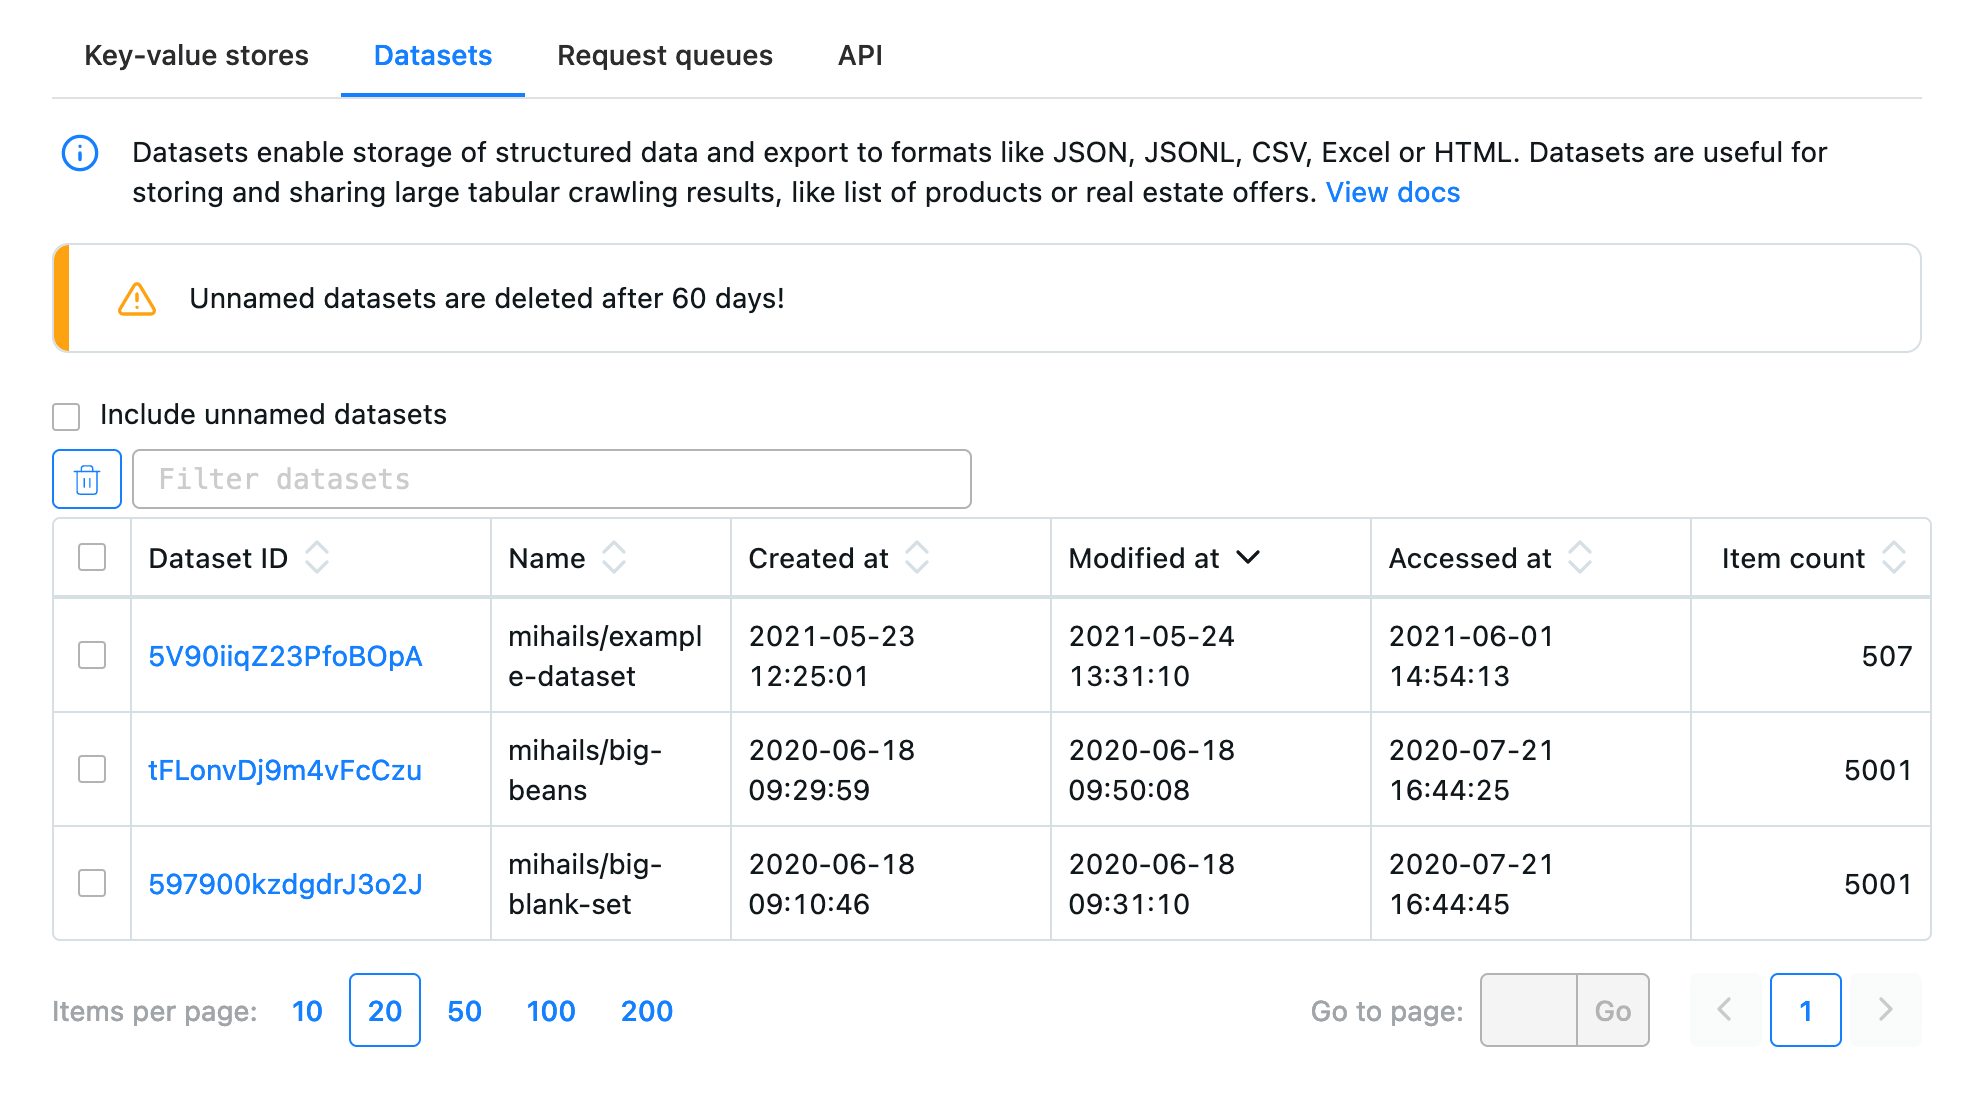 Key-value stores Datasets Request queues API
Datasets enable storage of structured data and export to formats like JSON, JSONL, CSV, Excel or HTML. Datasets are useful for
storing and sharing large tabular crawling results, like list of products or real estate offers. View docs
Unnamed datasets are deleted after 60 days!
Include unnamed datasets
Filter datasets
Dataset ID Name Created at Modified at Accessed at Item count
5V90iiqZ23PfoBOpA mihails/exampl
e-dataset 2021-05-23
12:25:01 2021-05-24
13:31:10 2021-06-01
14:54:13 507
tFLonvDj9m4vFcCzu mihails/big-
beans 2020-06-18
09:29:59 2020-06-18
09:50:08 2020-07-21
16:44:25 5001
597900kzdgdrJ3o2J mihails/big-
blank-set 2020-06-18
09:10:46 2020-06-18
09:31:10 2020-07-21
16:44:45 5001
Items per page: 10 20 50 100 200 Go to page: Go 1